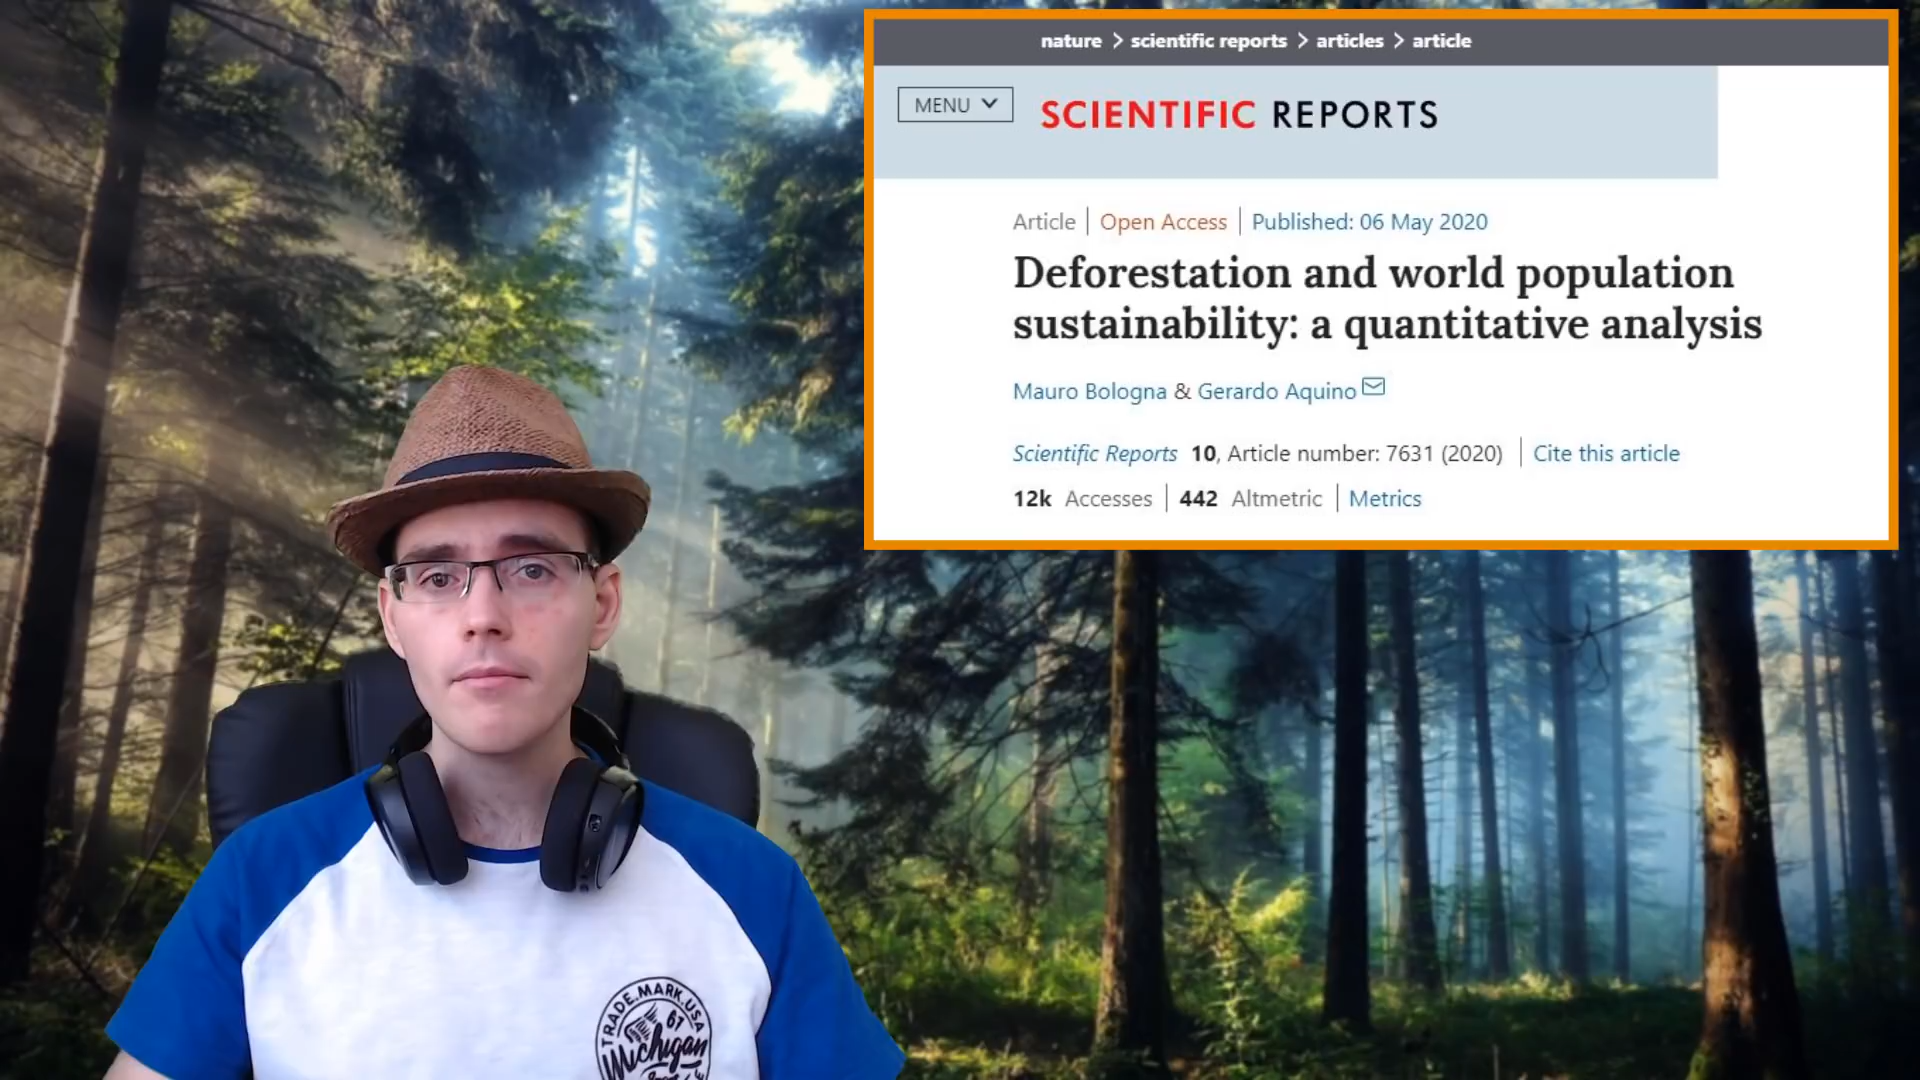 nature > scientific reports > articles > article
MENU
SCIENTIFIC REPORTS
Article | Open Access | Published: 06 May 2020
Deforestation and world population
sustainability: a quantitative analysis
Mauro Bologna & Gerardo Aquino
Scientific Reports 10, Article number: 7631 (2020) | Cite this article
12k Accesses | 442 Altmetric | Metrics
TRADE.MARK.USA
67
Michigan